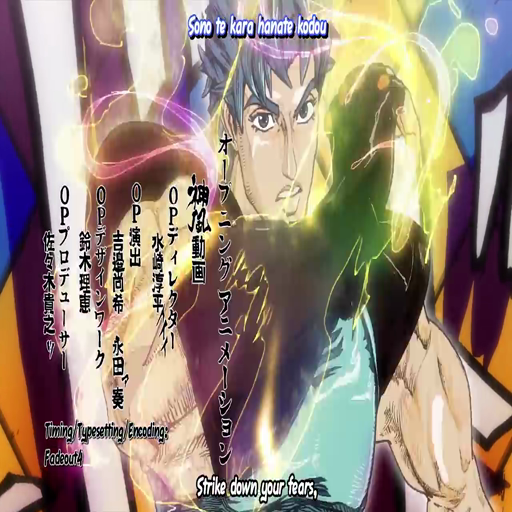 Sono te kara hanate kodou
オープニングアニメーション
神風動画
OPディレクター
水崎淳平
OP演出
吉邉尚希 永田奏
OPデザインワーク
鈴木理恵
OPプロデューサー
佐々木貴之
Timing/Typesetting/Encoding:
FadeoutA
Strike down your fears,